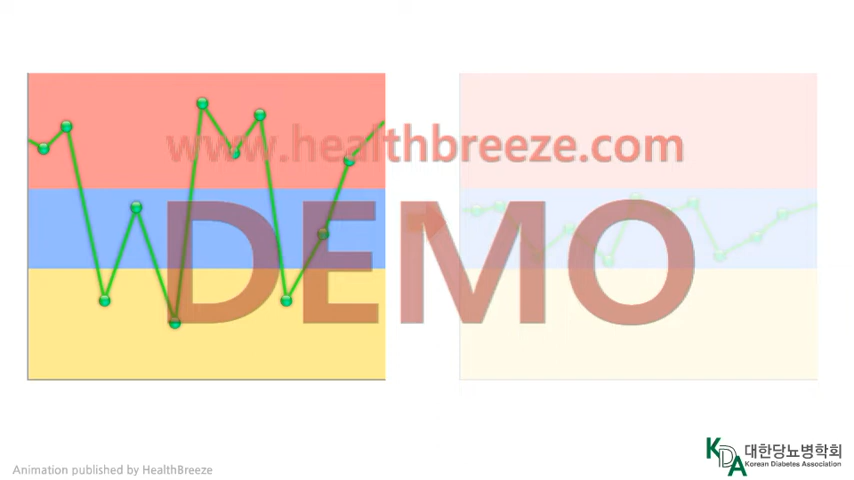 www.healthbreeze.com
DEMO
KDA 대한당뇨병학회
Korean Diabetes Association
Animation published by HealthBreeze